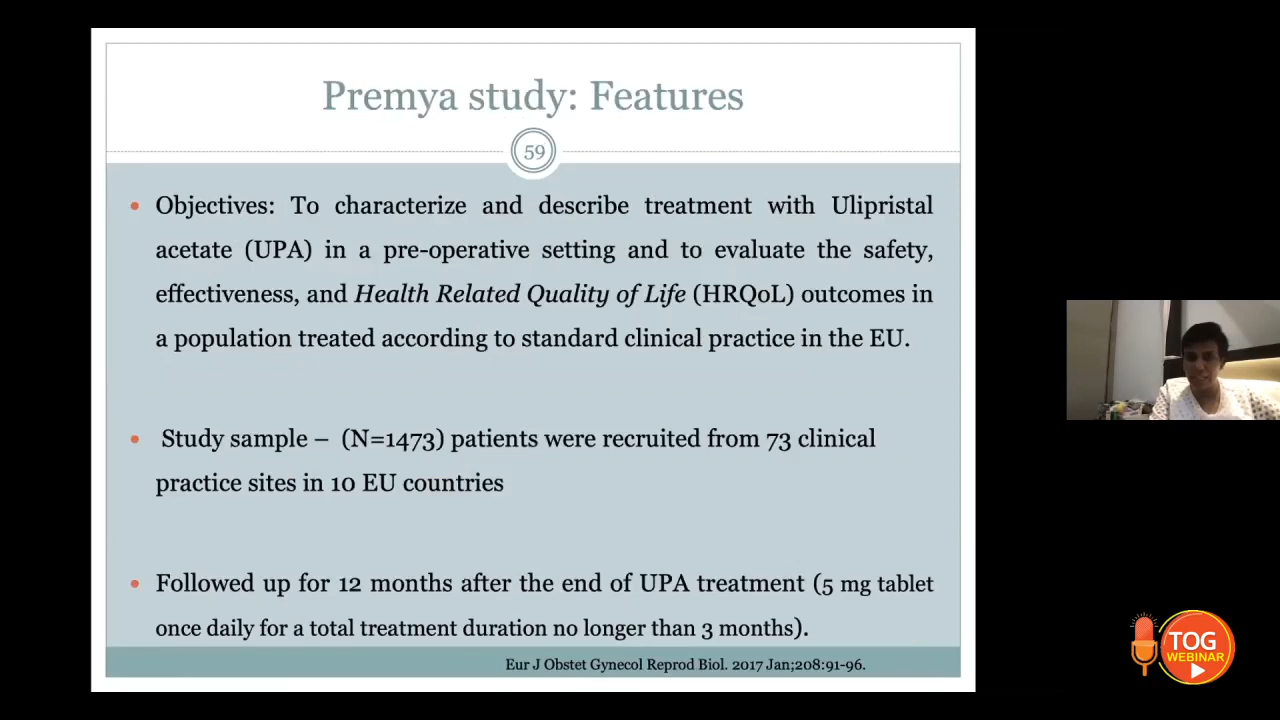 Premya study: Features
59
• Objectives: To characterize and describe treatment with Ulipristal
acetate (UPA) in a pre-operative setting and to evaluate the safety,
effectiveness, and Health Related Quality of Life (HRQoL) outcomes in
a population treated according to standard clinical practice in the EU.
• Study sample – (N=1473) patients were recruited from 73 clinical
practice sites in 10 EU countries
• Followed up for 12 months after the end of UPA treatment (5 mg tablet
once daily for a total treatment duration no longer than 3 months).
Eur J Obstet Gynecol Reprod Biol. 2017 Jan;208:91-96.
TOG
WEBINAR